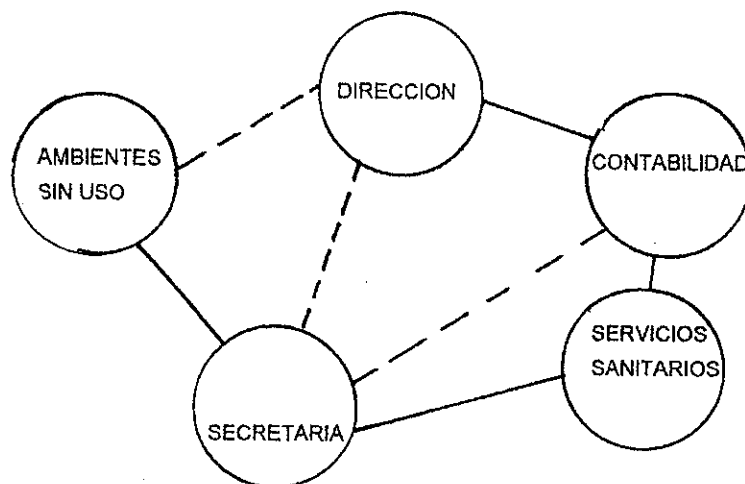 DIRECCION
AMBIENTES
SIN USO
CONTABILIDAD
SERVICIOS
SANITARIOS
SECRETARIA